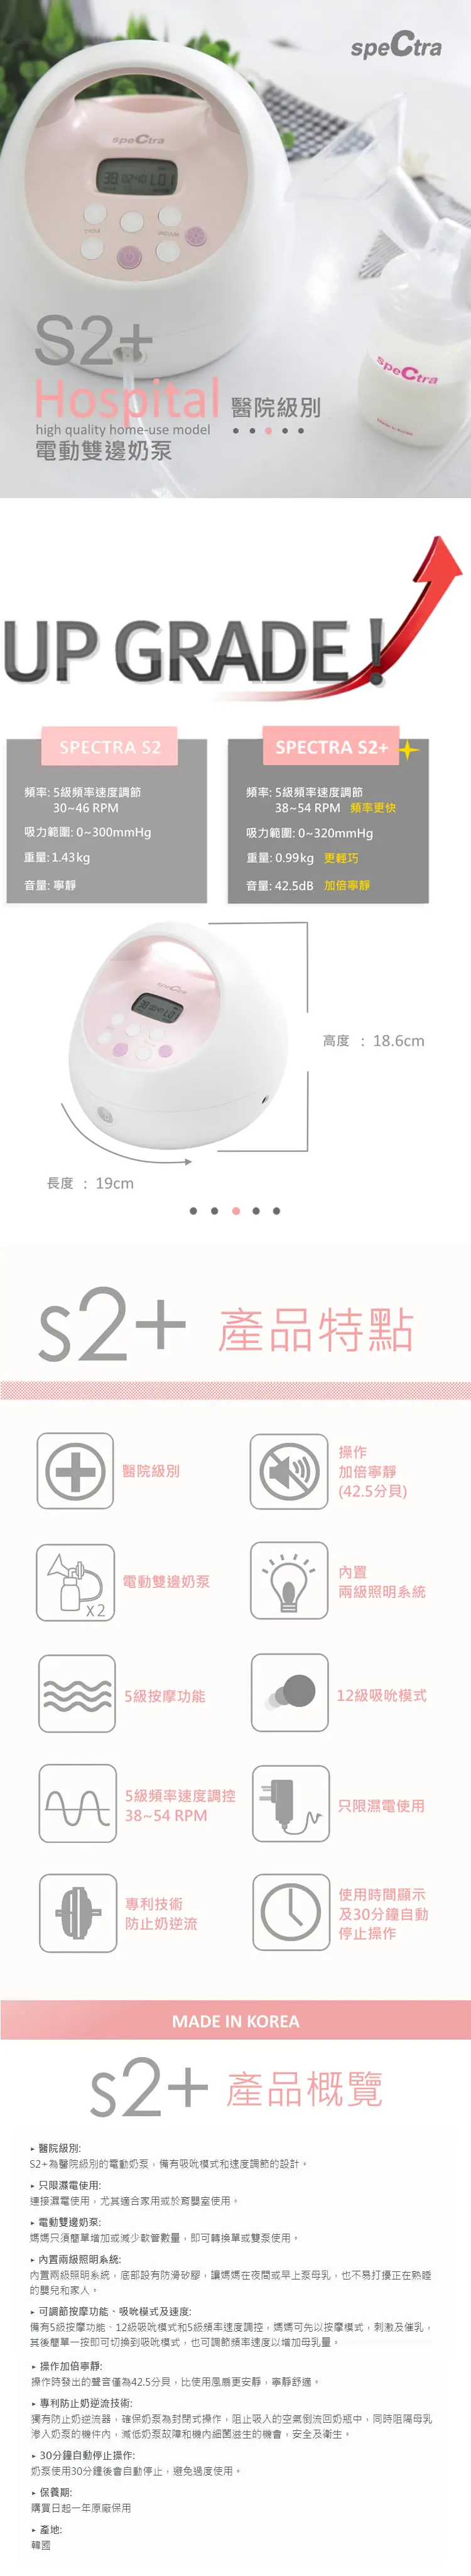 speCtra
speCtra
38 02:40 L01
CYCLE
VACUUM
speCtra
S2+
Hospital 醫院級別
high quality home-use model
電動雙邊奶泵
UP GRADE !
SPECTRA S2
頻率: 5級頻率速度調節
30~46 RPM
吸力範圍: 0~300mmHg
重量: 1.43kg
音量: 寧靜
SPECTRA S2+
頻率: 5級頻率速度調節
38~54 RPM 頻率更快
吸力範圍: 0~320mmHg
重量: 0.99kg 更輕巧
音量: 42.5dB 加倍寧靜
speCtra
高度 : 18.6cm
長度 : 19cm
s2+ 產品特點
醫院級別
操作
加倍寧靜
(42.5分貝)
x2
電動雙邊奶泵
內置
兩級照明系統
5級按摩功能
12級吸吮模式
5級頻率速度調控
38~54 RPM
只限濕電使用
專利技術
防止奶逆流
使用時間顯示
及30分鐘自動
停止操作
MADE IN KOREA
s2+ 產品概覽
▸ 醫院級別:
S2+為醫院級別的電動奶泵，備有吸吮模式和速度調節的設計。
▸ 只限濕電使用:
連接濕電使用，尤其適合家用或於育嬰室使用。
▸ 電動雙邊奶泵:
媽媽只須簡單增加或減少軟管數量，即可轉換單或雙泵使用。
▸ 內置兩級照明系統:
內置兩級照明系統，底部設有防滑矽膠，讓媽媽在夜間或早上泵母乳，也不易打擾正在熟睡
的嬰兒和家人。
▸ 可調節按摩功能、吸吮模式及速度:
備有5級按摩功能、12級吸吮模式和5級頻率速度調控，媽媽可先以按摩模式，刺激及催乳，
其後簡單一按即可切換到吸吮模式，也可調節頻率速度以增加母乳量。
▸ 操作加倍寧靜:
操作時發出的聲音僅為42.5分貝，比使用風扇更安靜，寧靜舒適。
▸ 專利防止奶逆流技術:
獨有防止奶逆流器，確保奶泵為封閉式操作，阻止吸入的空氣倒流回奶瓶中，同時阻隔母乳
滲入奶泵的機件內，減低奶泵故障和機內細菌滋生的機會，安全及衛生。
▸ 30分鐘自動停止操作:
奶泵使用30分鐘後會自動停止，避免過度使用。
▸ 保養期:
購買日起一年原廠保用
▸ 產地:
韓國